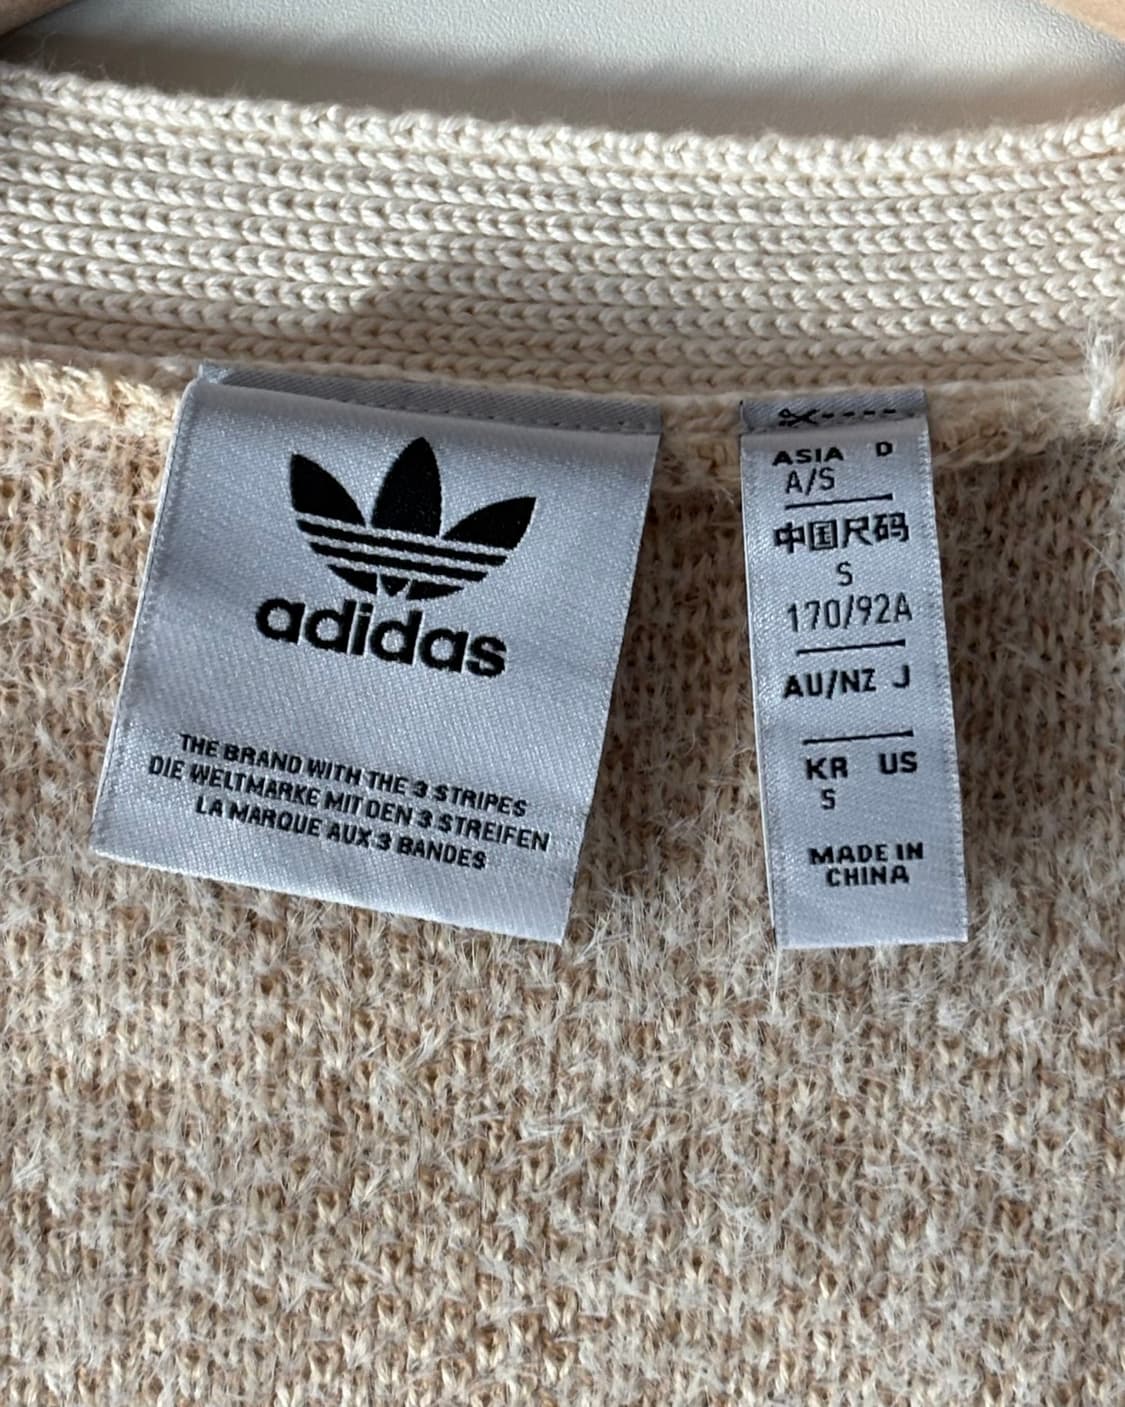 adidas
THE BRAND WITH THE 3 STRIPES
DIE WELTMARKE MIT DEN 3 STREIFEN
LA MARQUE AUX 3 BANDES
ASIA D
A/S
中国尺码
S
170/92A
AU/NZ J
KR US
S
MADE IN
CHINA